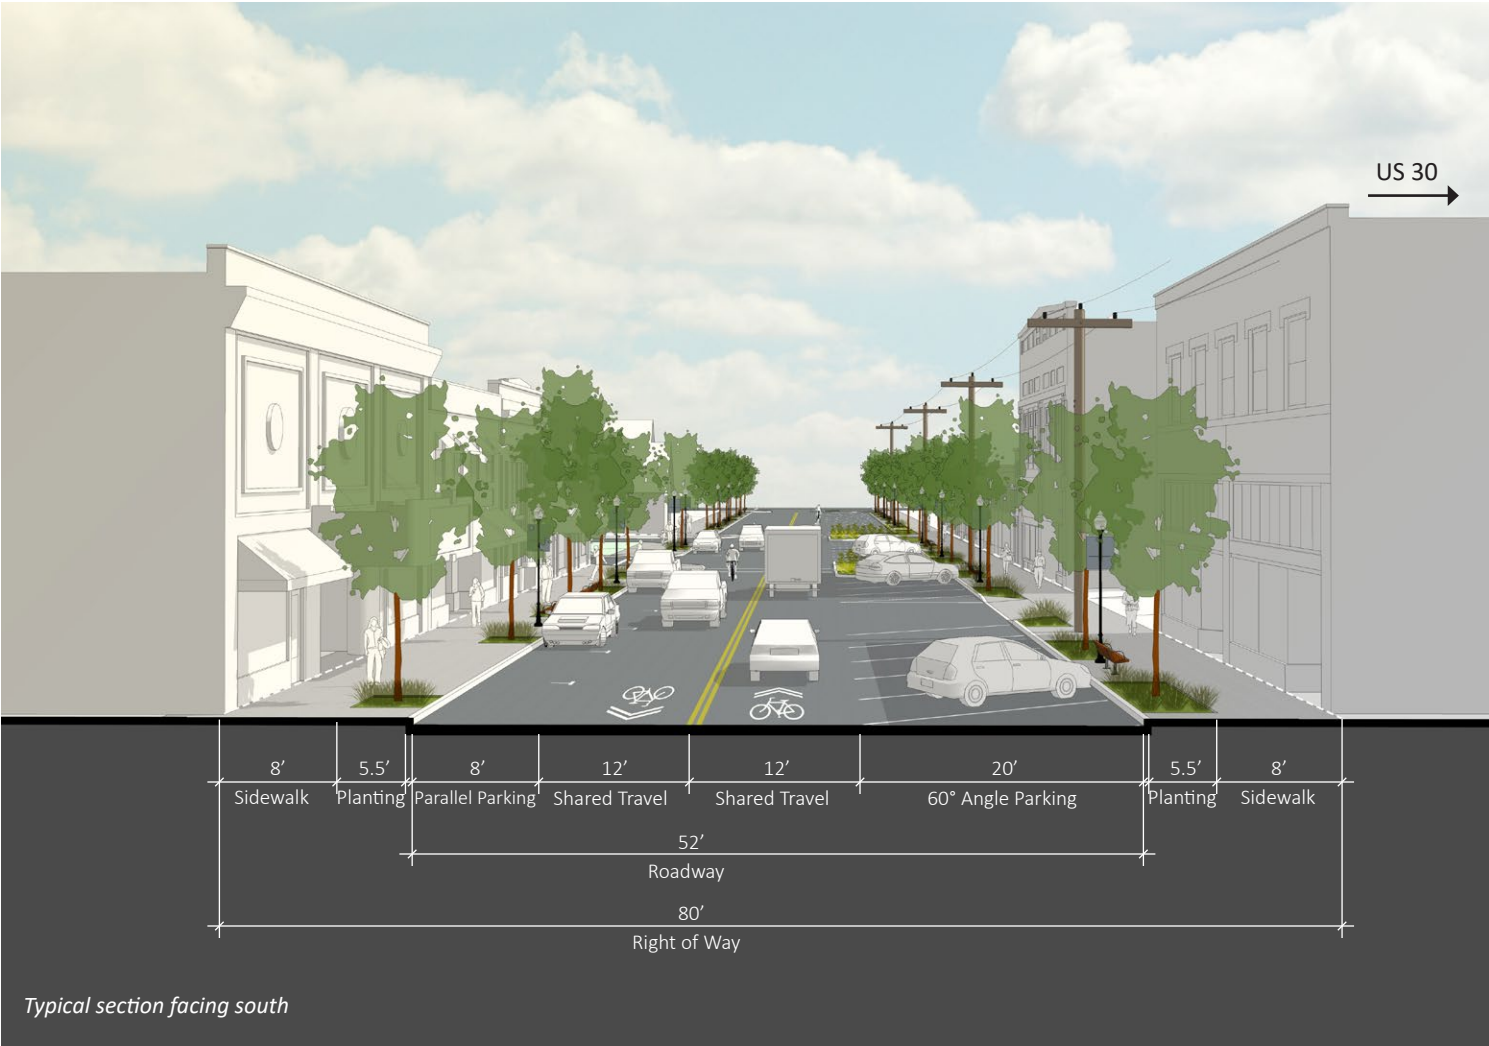 US 30
8’ 5.5’ 8’ 12’ 12’ 20’ 5.5’ 8’
Sidewalk Planting Parallel Parking Shared Travel Shared Travel 60° Angle Parking Planting Sidewalk
52’
Roadway
80’
Right of Way
Typical section facing south